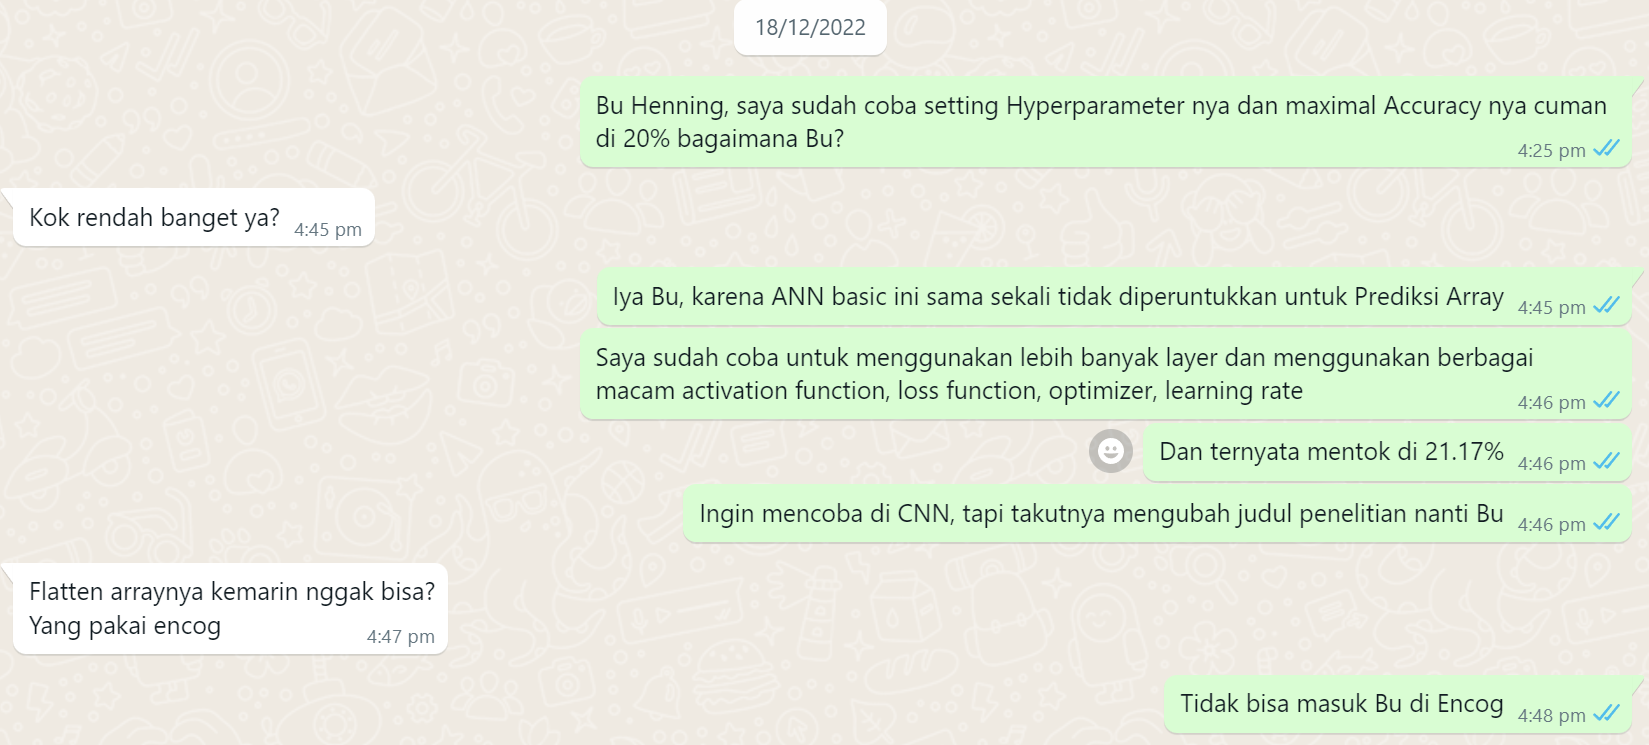 18/12/2022
Bu Henning, saya sudah coba setting Hyperparameter nya dan maximal Accuracy nya cuman
di 20% bagaimana Bu?
4:25 pm
Kok rendah banget ya?
4:45 pm
Iya Bu, karena ANN basic ini sama sekali tidak diperuntukkan untuk Prediksi Array
4:45 pm
Saya sudah coba untuk menggunakan lebih banyak layer dan menggunakan berbagai
macam activation function, loss function, optimizer, learning rate
4:46 pm
Dan ternyata mentok di 21.17%
4:46 pm
Ingin mencoba di CNN, tapi takutnya mengubah judul penelitian nanti Bu
4:46 pm
Flatten arraynya kemarin nggak bisa?
Yang pakai encog
4:47 pm
Tidak bisa masuk Bu di Encog
4:48 pm